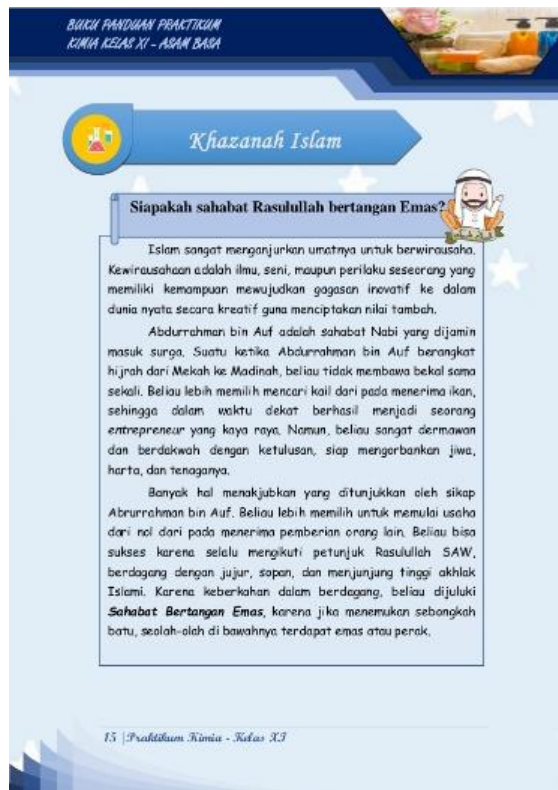 BUKU PANDUAN PRAKTIKUM
KIMIA KELAS XI - ASAM BASA
Khazanah Islam
Siapakah sahabat Rasulullah bertangan Emas?
Islam sangat menganjurkan umatnya untuk berwirausaha.
Kewirausahaan adalah ilmu, seni, maupun perilaku seseorang yang
memiliki kemampuan mewujudkan gagasan inovatif ke dalam
dunia nyata secara kreatif guna menciptakan nilai tambah.
Abdurrahman bin Auf adalah sahabat Nabi yang dijamin
masuk surga. Suatu ketika Abdurrahman bin Auf berangkat
hijrah dari Mekah ke Madinah, beliau tidak membawa bekal sama
sekali. Beliau lebih memilih mencari kail dari pada menerima ikan,
sehingga dalam waktu dekat berhasil menjadi seorang
entrepreneur yang kaya raya. Namun, beliau sangat dermawan
dan berdakwah dengan ketulusan, siap mengorbankan jiwa,
harta, dan tenaganya.
Banyak hal menakjubkan yang ditunjukkan oleh sikap
Abrurrahman bin Auf. Beliau lebih memilih untuk memulai usaha
dari nol dari pada menerima pemberian orang lain. Beliau bisa
sukses karena selalu mengikuti petunjuk Rasulullah SAW,
berdagang dengan jujur, sopan, dan menjunjung tinggi akhlak
Islami. Karena keberkahan dalam berdagang, beliau dijuluki
Sahabat Bertangan Emas, karena jika menemukan sebongkah
batu, seolah-olah di bawahnya terdapat emas atau perak.
15 |Praktikum Kimia - Kelas XI